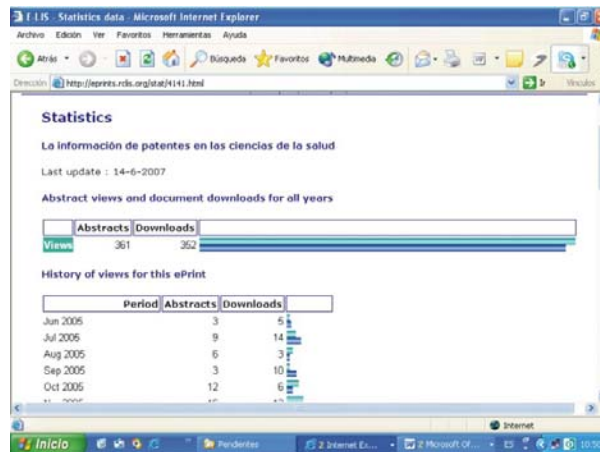 E-LIS - Statistics data - Microsoft Internet Explorer
Archivo Edición Ver Favoritos Herramientas Ayuda
Atrás Búsqueda Favoritos Multimedia
Dirección http://eprints.rclis.org/stat/4141.html Ir Vínculos
Statistics
La información de patentes en las ciencias de la salud
Last update : 14-6-2007
Abstract views and document downloads for all years
Abstracts Downloads
Views 361 352
History of views for this ePrint
Period Abstracts Downloads
Jun 2005 3 5
Jul 2005 9 14
Aug 2005 6 3
Sep 2005 3 10
Oct 2005 12 6
Internet
Inicio Pendientes 2 Internet Ex... 2 Microsoft Of... ES 10:50